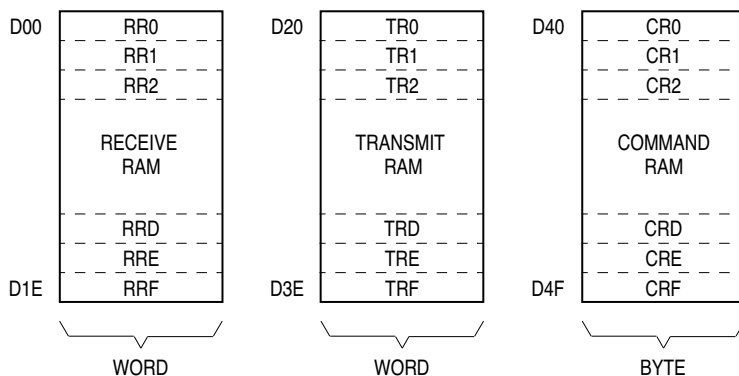 D00 RR0 D20 TR0 D40 CR0
RR1 TR1 CR1
RR2 TR2 CR2
RECEIVE TRANSMIT COMMAND
RAM RAM RAM
RRD TRD CRD
RRE TRE CRE
D1E RRF D3E TRF D4F CRF
WORD WORD BYTE